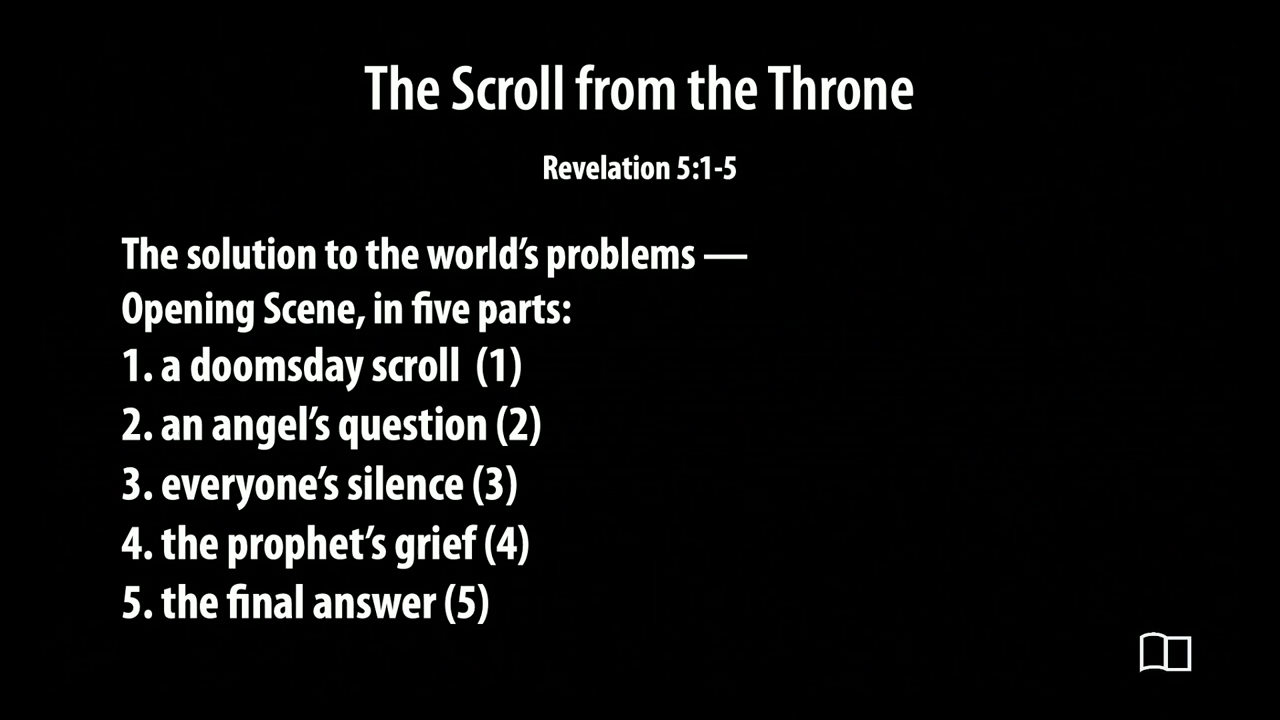 The Scroll from the Throne
Revelation 5:1-5
The solution to the world’s problems —
Opening Scene, in five parts:
1. a doomsday scroll  (1)
2. an angel’s question (2)
3. everyone’s silence (3)
4. the prophet’s grief (4)
5. the final answer (5)